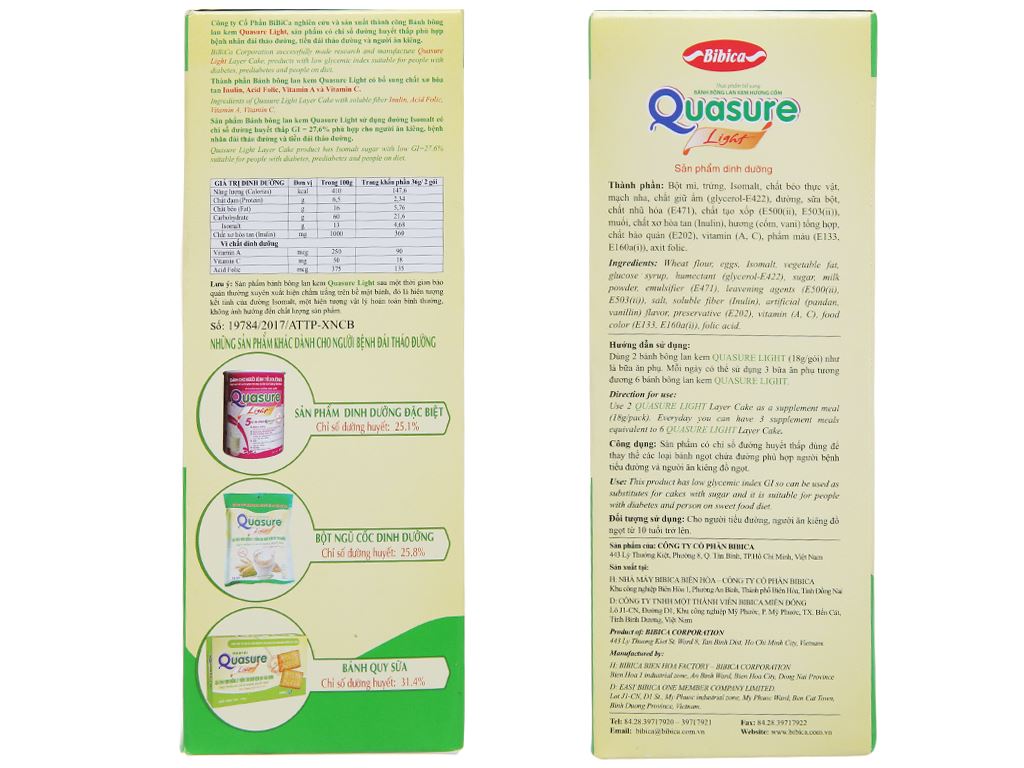 Công ty Cổ Phần BiBiCa nghiên cứu và sản xuất thành công Bánh bông
lan kem Quasure Light, sản phẩm có chỉ số đường huyết thấp phù hợp
bệnh nhân đái tháo đường, tiền đái tháo đường và người ăn kiêng.
BiBiCa Corporation successfully made research and manufacture Quasure
Light Layer Cake, products with low glycemic index suitable for people with
diabetes, prediabetes and people on diet.
Thành phần Bánh bông lan kem Quasure Light có bổ sung chất xơ hòa
tan Inulin, Acid Folic, Vitamin A và Vitamin C.
Ingredients of Quasure Light Layer Cake with soluble fiber Inulin, Acid Folic,
Vitamin A, Vitamin C.
Sản phẩm Bánh bông lan kem Quasure Light sử dụng đường Isomalt có
chỉ số đường huyết thấp GI = 27,6% phù hợp cho người ăn kiêng, bệnh
nhân đái tháo đường và tiền đái tháo đường.
Quasure Light Layer Cake product has Isomalt sugar with low GI=27.6%
suitable for people with diabetes, prediabetes and people on diet.
GIÁ TRỊ DINH DƯỠNG Đơn vị Trong 100g Trong khẩu phần 36g/ 2 gói
Năng lượng (Calories) kcal 410 147,6
Chất đạm (Protein) g 6,5 2,34
Chất béo (Fat) g 16 5,76
Carbohydrate g 60 21,6
Isomalt g 13 4,68
Chất xơ hòa tan (Inulin) mg 1000 360
Vi chất dinh dưỡng
Vitamin A mcg 250 90
Vitamin C mg 50 18
Acid Folic mcg 375 135
Lưu ý: Sản phẩm bánh bông lan kem Quasure Light sau một thời gian bảo
quản thường xuyên xuất hiện chấm trắng trên bề mặt bánh, đó là hiện tượng
kết tinh của đường Isomalt, một hiện tượng vật lý hoàn toàn bình thường,
không ảnh hưởng đến chất lượng sản phẩm.
Số: 19784/2017/ATTP-XNCB
NHỮNG SẢN PHẨM KHÁC DÀNH CHO NGƯỜI BỆNH ĐÁI THÁO ĐƯỜNG
Quasure
Light
SẢN PHẨM DINH DƯỠNG ĐẶC BIỆT
Chỉ số đường huyết: 25.1%
Quasure
Light
BỘT NGŨ CỐC DINH DƯỠNG
Chỉ số đường huyết: 25.8%
Quasure
Light
BÁNH QUY SỮA
Chỉ số đường huyết: 31.4%
Bibica
Thực phẩm bổ sung
BÁNH BÔNG LAN KEM HƯƠNG CỐM
Quasure
Light
Sản phẩm dinh dưỡng
Thành phần: Bột mì, trứng, Isomalt, chất béo thực vật,
mạch nha, chất giữ ẩm (glycerol-E422), đường, sữa bột,
chất nhũ hóa (E471), chất tạo xốp (E500(ii), E503(ii)),
muối, chất xơ hòa tan (Inulin), hương (cốm, vani) tổng hợp,
chất bảo quản (E202), vitamin (A, C), phẩm màu (E133,
E160a(i)), axit folic.
Ingredients: Wheat flour, eggs, Isomalt, vegetable fat,
glucose syrup, humectant (glycerol-E422), sugar, milk
powder, emulsifier (E471), leavening agents (E500(ii),
E503(ii)), salt, soluble fiber (Inulin), artificial (pandan,
vanillin) flavor, preservative (E202), vitamin (A, C), food
color (E133, E160a(i)), folic acid.
Hướng dẫn sử dụng:
Dùng 2 bánh bông lan kem QUASURE LIGHT (18g/gói) như
là bữa ăn phụ. Mỗi ngày có thể sử dụng 3 bữa ăn phụ tương
đương 6 bánh bông lan kem QUASURE LIGHT.
Direction for use:
Use 2 QUASURE LIGHT Layer Cake as a supplement meal
(18g/pack). Everyday you can have 3 supplement meals
equivalent to 6 QUASURE LIGHT Layer Cake.
Công dụng: Sản phẩm có chỉ số đường huyết thấp dùng để
thay thế các loại bánh ngọt chứa đường phù hợp người bệnh
tiểu đường và người ăn kiêng đồ ngọt.
Use: This product has low glycemic index GI so can be used as
substitutes for cakes with sugar and it is suitable for people
with diabetes and person on sweet food diet.
Đối tượng sử dụng: Cho người tiểu đường, người ăn kiêng đồ
ngọt từ 10 tuổi trở lên.
Sản phẩm của: CÔNG TY CỔ PHẦN BIBICA
443 Lý Thường Kiệt, Phường 8, Q. Tân Bình, TP.Hồ Chí Minh, Việt Nam
Sản xuất tại:
H: NHÀ MÁY BIBICA BIÊN HÒA – CÔNG TY CỔ PHẦN BIBICA
Khu công nghiệp Biên Hòa 1, Phường An Bình, Thành phố Biên Hòa, Tỉnh Đồng Nai
D: CÔNG TY TNHH MỘT THÀNH VIÊN BIBICA MIỀN ĐÔNG
Lô J1-CN, Đường D1, Khu công nghiệp Mỹ Phước, P. Mỹ Phước, TX. Bến Cát,
Tỉnh Bình Dương, Việt Nam
Product of: BIBICA CORPORATION
443 Ly Thuong Kiet St. Ward 8, Tan Binh Dist, Ho Chi Minh City, Vietnam.
Manufactured by:
H: BIBICA BIEN HOA FACTORY – BIBICA CORPORATION
Bien Hoa 1 industrial zone, An Binh Ward, Bien Hoa City, Dong Nai Province
D: EAST BIBICA ONE MEMBER COMPANY LIMITED.
Lot J1-CN, D1 St., My Phuoc industrial zone, My Phuoc Ward, Ben Cat Town,
Binh Duong Province, Vietnam.
Tel: 84.28.39717920 – 39717921 Fax: 84.28.39717922
Email: bibica@bibica.com.vn Website: www.bibica.com.vn